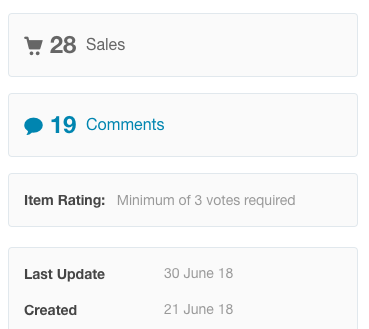 28 Sales
19 Comments
Item Rating: Minimum of 3 votes required
Last Update 30 June 18
Created 21 June 18